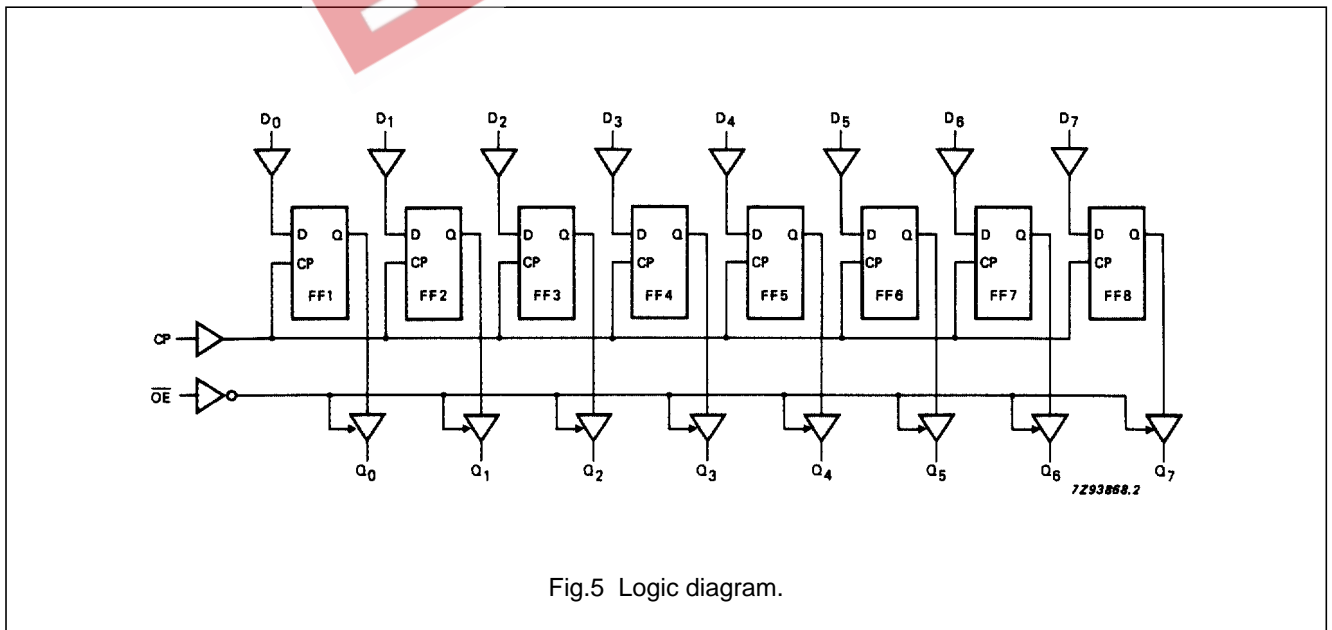 D0 D1 D2 D3 D4 D5 D6 D7
D Q D Q D Q D Q D Q D Q D Q D Q
CP CP CP CP CP CP CP CP
FF1 FF2 FF3 FF4 FF5 FF6 FF7 FF8
CP
O̅E̅
Q0 Q1 Q2 Q3 Q4 Q5 Q6 Q7
7Z93868.2
Fig.5 Logic diagram.